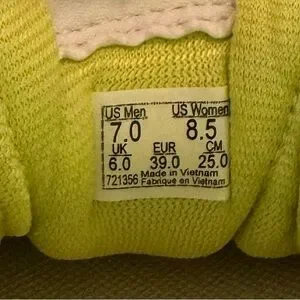 US Men US Women
7.0 8.5
UK EUR CM
6.0 39.0 25.0
Made in Vietnam
721356 Fabriqué en Vietnam